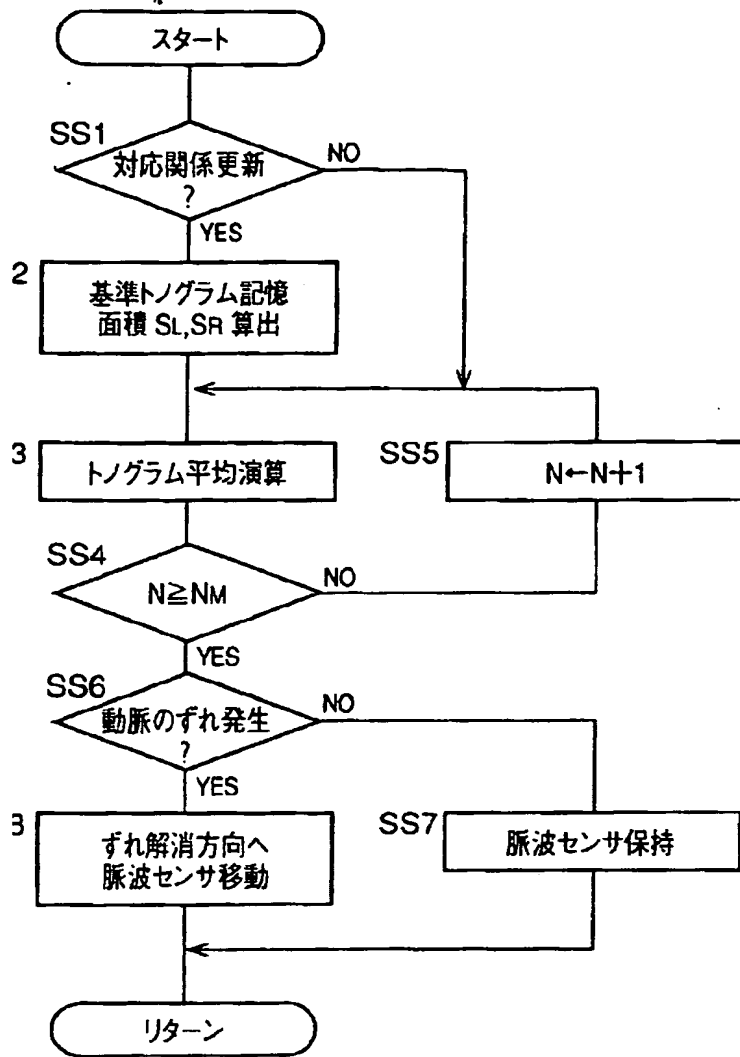 スタート
SS1
対応関係更新
?
NO
YES
2
基準トノグラム記憶
面積 SL,SR 算出
3
トノグラム平均演算
SS5
N←N+1
SS4
N≧NM
NO
YES
SS6
動脈のずれ発生
?
NO
YES
ずれ解消方向へ
脈波センサ移動
SS7
脈波センサ保持
リターン